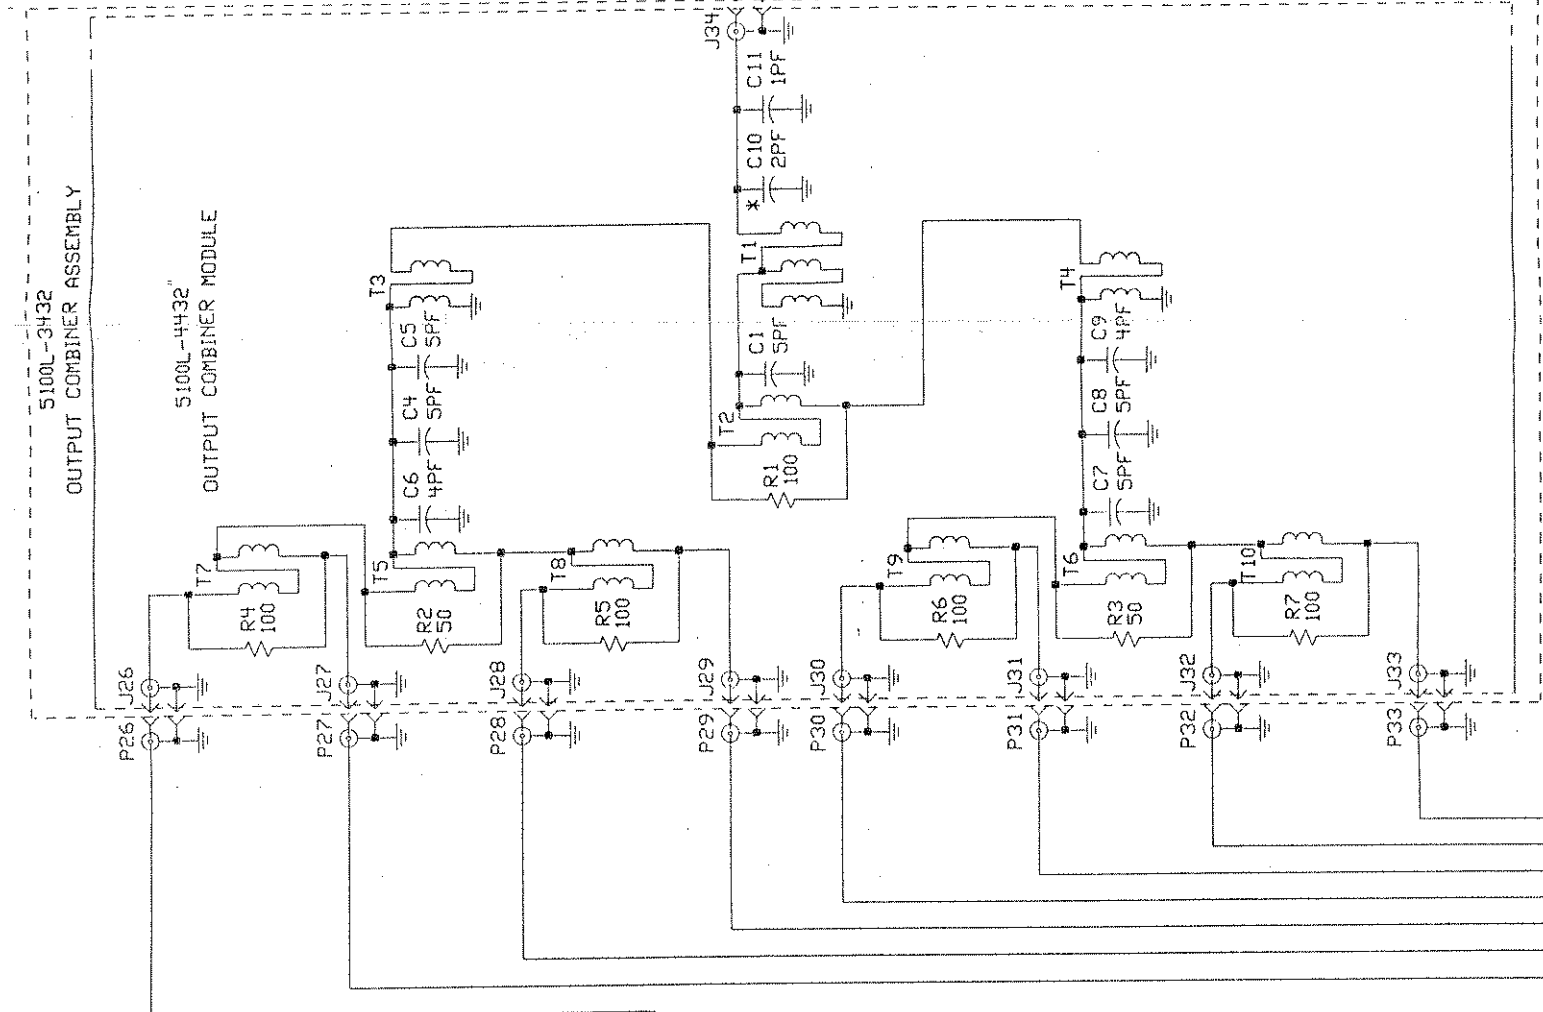 5100L-3432
OUTPUT COMBINER ASSEMBLY
5100L-4432"
OUTPUT COMBINER MODULE
J34
C11
1PF
C10
2PF
*
T1
T3
C5
5PF
C4
5PF
C6
4PF
C1
5PF
T2
R1
100
T4
C9
4PF
C8
5PF
C7
5PF
T7
R4
100
T5
R2
50
T8
R5
100
T9
R6
100
T6
R3
50
T10
R7
100
J26
J27
J28
J29
J30
J31
J32
J33
P26
P27
P28
P29
P30
P31
P32
P33